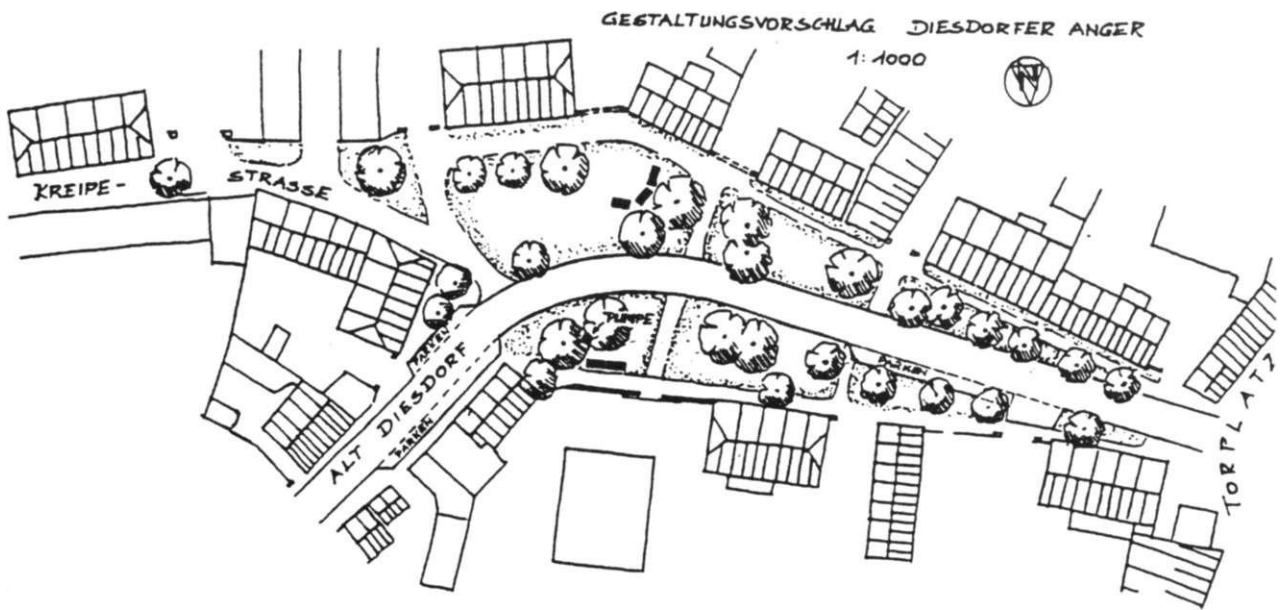 GESTALTUNGSVORSCHLAG DIESDORFER ANGER
1:1000
N
KREIPE-
STRASSE
PUMPE
PARKEN
PARKEN
ALT DIESDORF
PARKEN
TORPLATZ